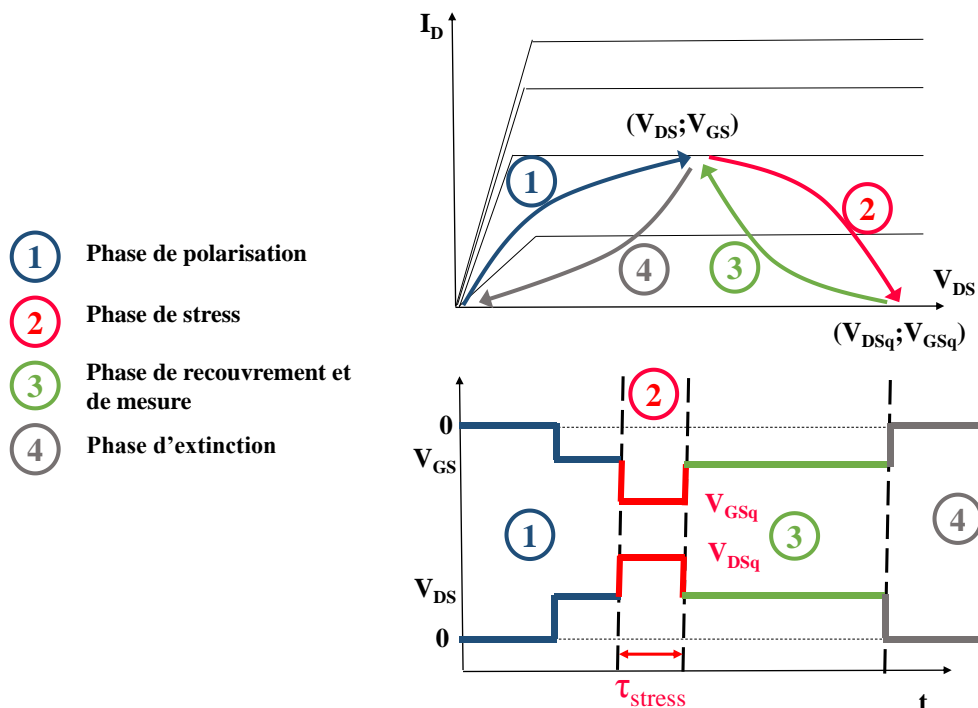 I_D
(V_DS;V_GS)
1
2
4
3
V_DS
(V_DSq;V_GSq)
1 Phase de polarisation
2 Phase de stress
3 Phase de recouvrement et
de mesure
4 Phase d'extinction
2
0
V_GS
V_GSq
1
3
4
V_DSq
V_DS
0
τ_stress
t